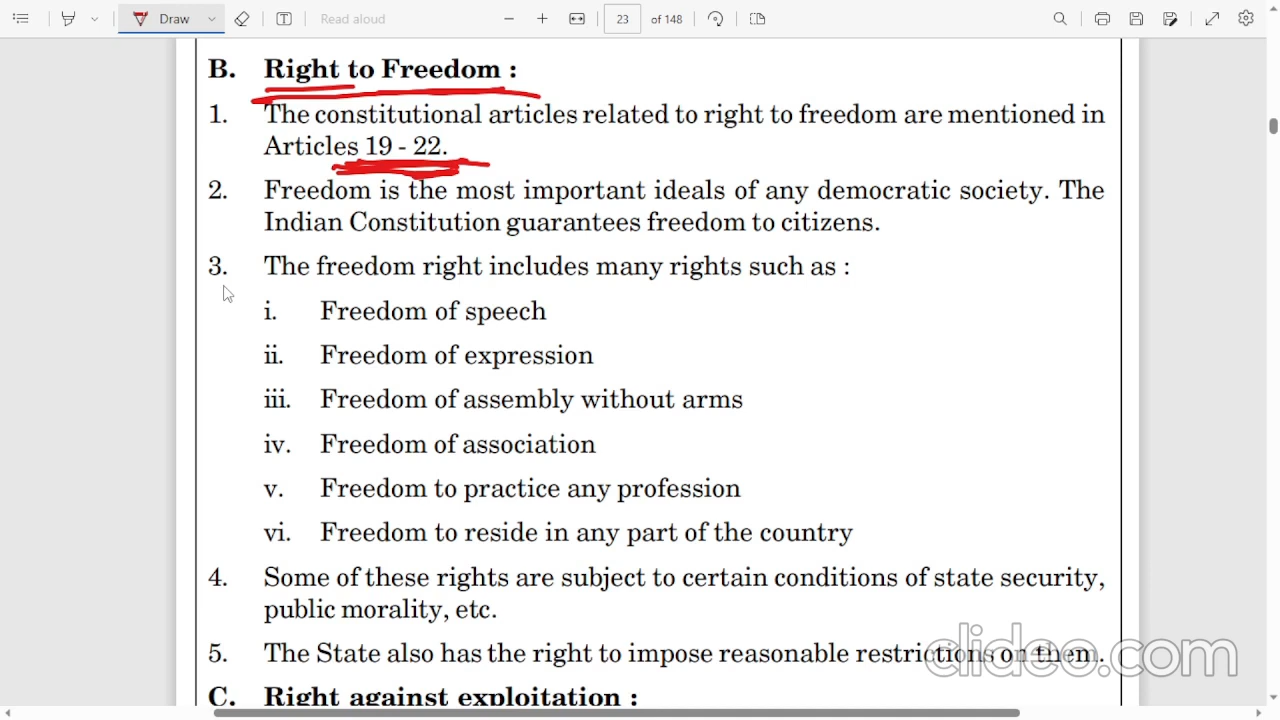 Draw
Read aloud
23
of 148
B. Right to Freedom :
1. The constitutional articles related to right to freedom are mentioned in
Articles 19 - 22.
2. Freedom is the most important ideals of any democratic society. The
Indian Constitution guarantees freedom to citizens.
3. The freedom right includes many rights such as :
i. Freedom of speech
ii. Freedom of expression
iii. Freedom of assembly without arms
iv. Freedom of association
v. Freedom to practice any profession
vi. Freedom to reside in any part of the country
4. Some of these rights are subject to certain conditions of state security,
public morality, etc.
5. The State also has the right to impose reasonable restrictions on them.
clideo.com
C. Right against exploitation :